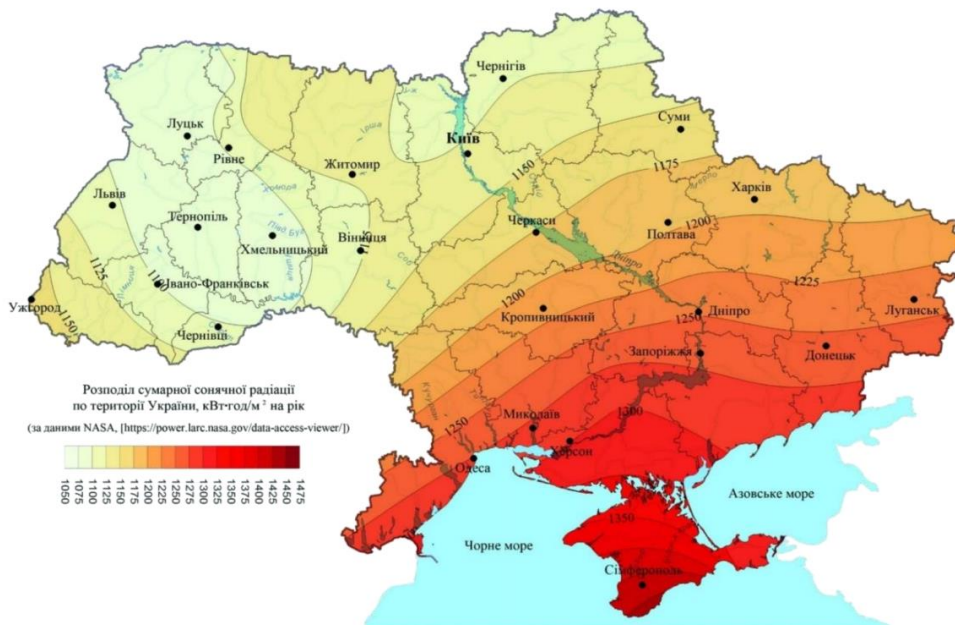 Чернігів
Суми
Луцьк
Рівне
Київ
Житомир
1150
1175
Харків
Львів
Тернопіль
Хмельницький
Вінниця
Черкаси
Полтава
1200
1125
Івано-Франківськ
Дніпро
1225
Ужгород
1150
Чернівці
1200
Кропивницький
1250
Дніпро
Луганськ
Запоріжжя
Донецьк
Розподіл сумарної сонячної радіації
по території України, кВт•год/м² на рік
(за даними NASA, [https://power.larc.nasa.gov/data-access-viewer/])
1250
Миколаїв
1300
Херсон
Одеса
1050 1075 1100 1125 1150 1175 1200 1225 1250 1275 1300 1325 1350 1375 1400 1425 1450 1475
Азовське море
1350
Чорне море
Сімферополь